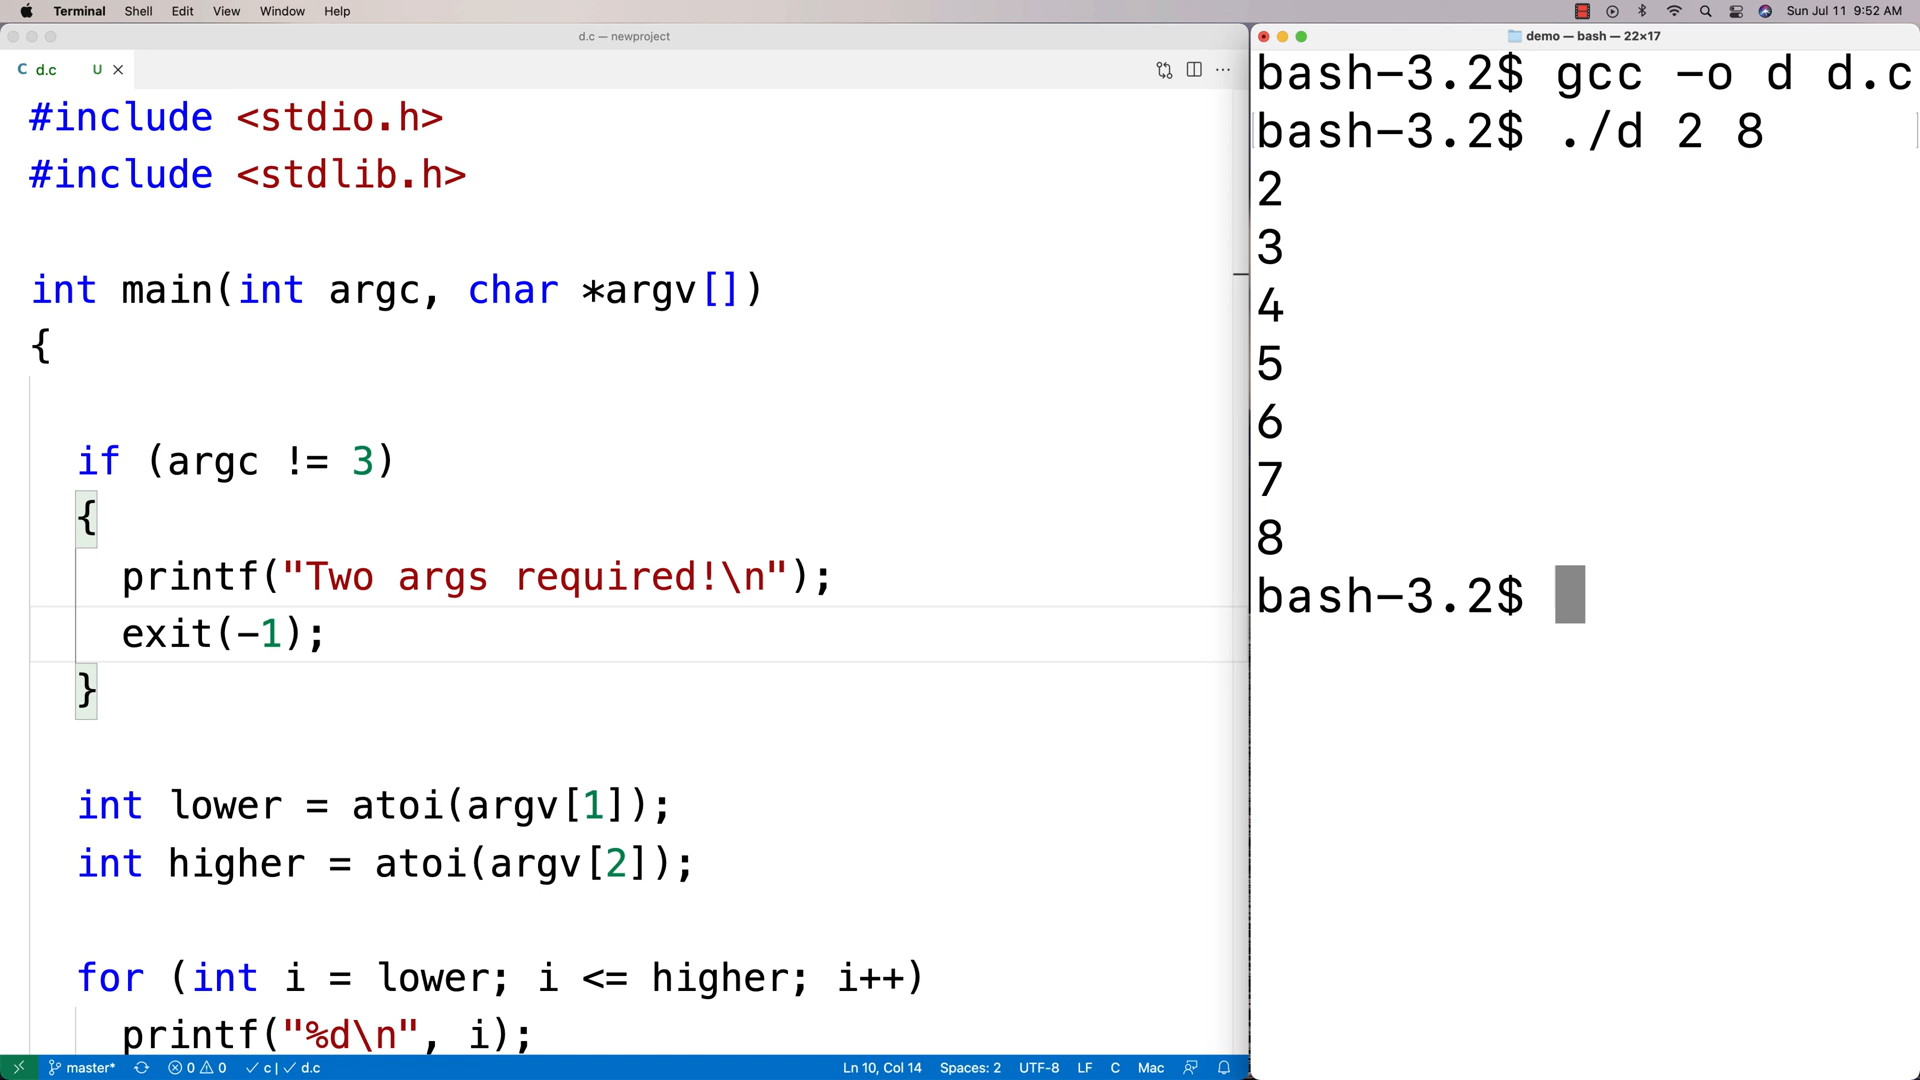 Terminal Shell Edit View Window Help
Sun Jul 11 9:52 AM
d.c — newproject
C d.c U
#include <stdio.h>
#include <stdlib.h>
int main(int argc, char *argv[])
{
if (argc != 3)
{
printf("Two args required!\n");
exit(-1);
}
int lower = atoi(argv[1]);
int higher = atoi(argv[2]);
for (int i = lower; i <= higher; i++)
printf("%d\n", i);
master* 0 0 c | d.c Ln 10, Col 14 Spaces: 2 UTF-8 LF C Mac
demo — bash — 22×17
bash-3.2$ gcc -o d d.c
bash-3.2$ ./d 2 8
2
3
4
5
6
7
8
bash-3.2$